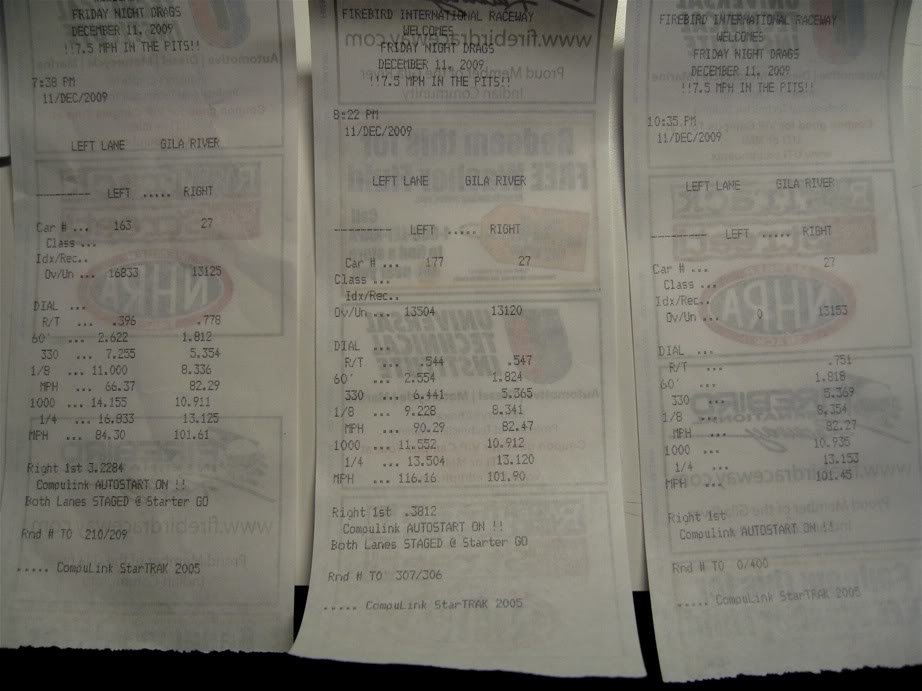 FRIDAY NIGHT DRAGS
DECEMBER 11, 2009
!!7.5 MPH IN THE PITS!!
7:38 PM
11/DEC/2009
LEFT LANE GILA RIVER
---------- LEFT ..... RIGHT
Car # ... 163 27
Class ...
Idx/Rec..
Ov/Un .. 16833 13125
DIAL ...
R/T ... .396 .778
60' ... 2.622 1.812
330 ... 7.255 5.354
1/8 ... 11.000 8.336
MPH ... 66.37 82.29
1000 ... 14.155 10.911
1/4 ... 16.833 13.125
MPH ... 84.30 101.61
Right 1st 3.2284
Compulink AUTOSTART ON !!
Both Lanes STAGED @ Starter GO
Rnd # TO 210/209
..... CompuLink StarTRAK 2005
FIREBIRD INTERNATIONAL RACEWAY
WELCOMES
FRIDAY NIGHT DRAGS
DECEMBER 11, 2009
!!7.5 MPH IN THE PITS!!
8:22 PM
11/DEC/2009
LEFT LANE GILA RIVER
---------- LEFT ..... RIGHT
Car # ... 177 27
Class ...
Idx/Rec..
Ov/Un ... 13504 13120
DIAL ...
R/T ... .544 .547
60' ... 2.554 1.824
330 ... 6.441 5.365
1/8 ... 9.228 8.341
MPH ... 90.29 82.47
1000 ... 11.552 10.912
1/4 ... 13.504 13.120
MPH ... 116.16 101.90
Right 1st .3812
Compulink AUTOSTART ON !!
Both Lanes STAGED @ Starter GO
Rnd # TO 307/306
..... CompuLink StarTRAK 2005
FIREBIRD INTERNATIONAL RACEWAY
WELCOMES
FRIDAY NIGHT DRAGS
DECEMBER 11, 2009
!!7.5 MPH IN THE PITS!!
10:35 PM
11/DEC/2009
LEFT LANE GILA RIVER
---------- LEFT ..... RIGHT
Car # ... 27
Class ...
Idx/Rec..
Ov/Un ... 0 13153
DIAL ...
R/T ... .751
60' ... 1.818
330 ... 5.369
1/8 ... 8.354
MPH ... 82.27
1000 ... 10.935
1/4 ... 13.153
MPH ... 101.45
Right 1st
Compulink AUTOSTART ON !!
Rnd # TO 0/400
..... CompuLink StarTRAK 2005